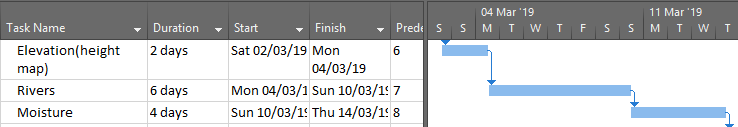 04 Mar '19 11 Mar '19
Task Name Duration Start Finish Prede
S S M T W T F S S M T W T
Elevation(height 2 days Sat 02/03/19 Mon 6
map) 04/03/19
Rivers 6 days Mon 04/03/1 Sun 10/03/19 7
Moisture 4 days Sun 10/03/1 Thu 14/03/19 8